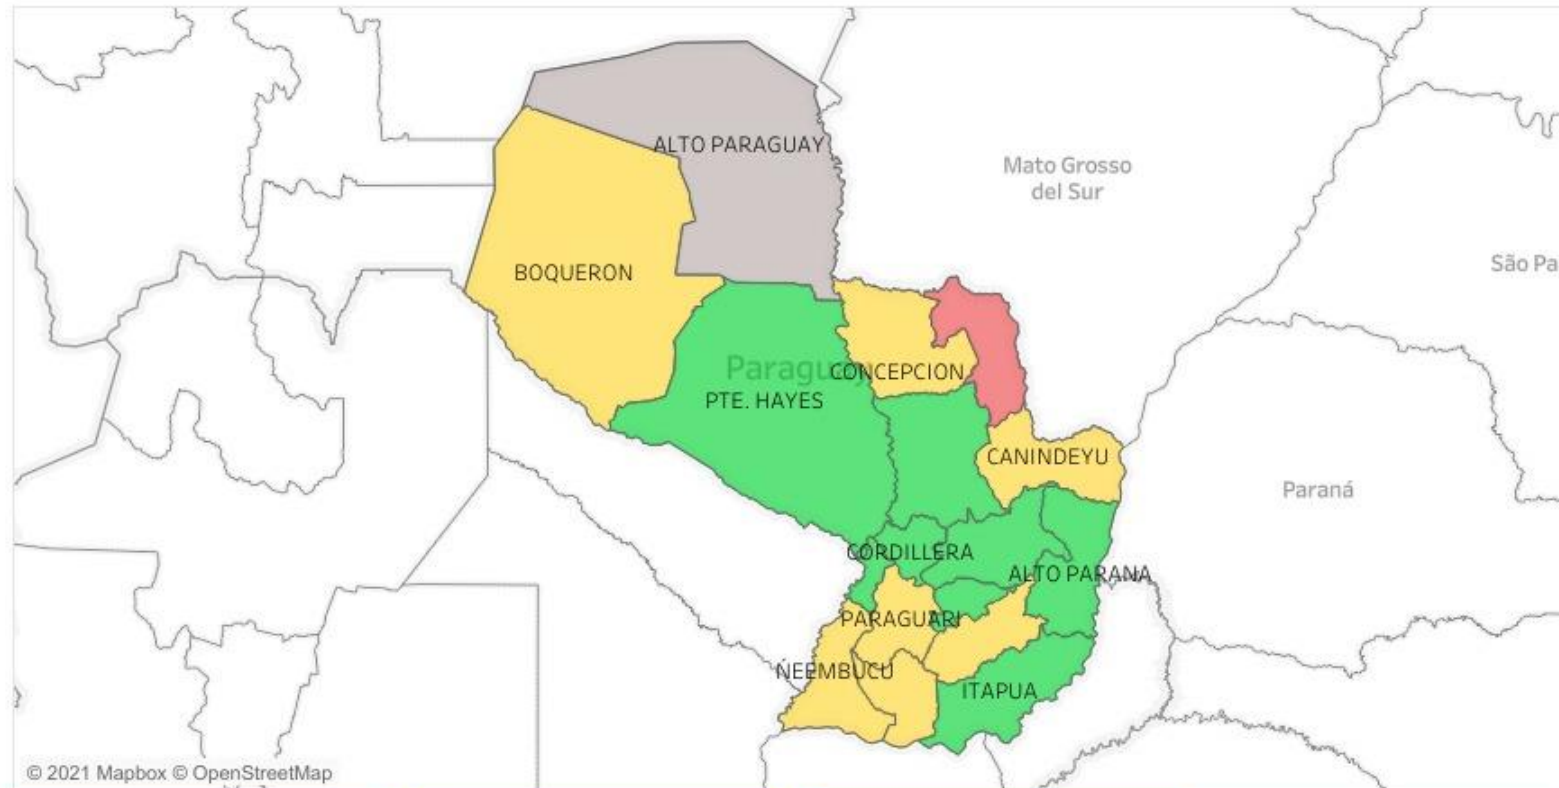 ALTO PARAGUAY
Mato Grosso
del Sur
São Pa
BOQUERON
Paraguay
CONCEPCION
PTE. HAYES
CANINDEYU
Paraná
CORDILLERA
ALTO PARANA
PARAGUARI
ÑEEMBUCU
ITAPUA
© 2021 Mapbox © OpenStreetMap